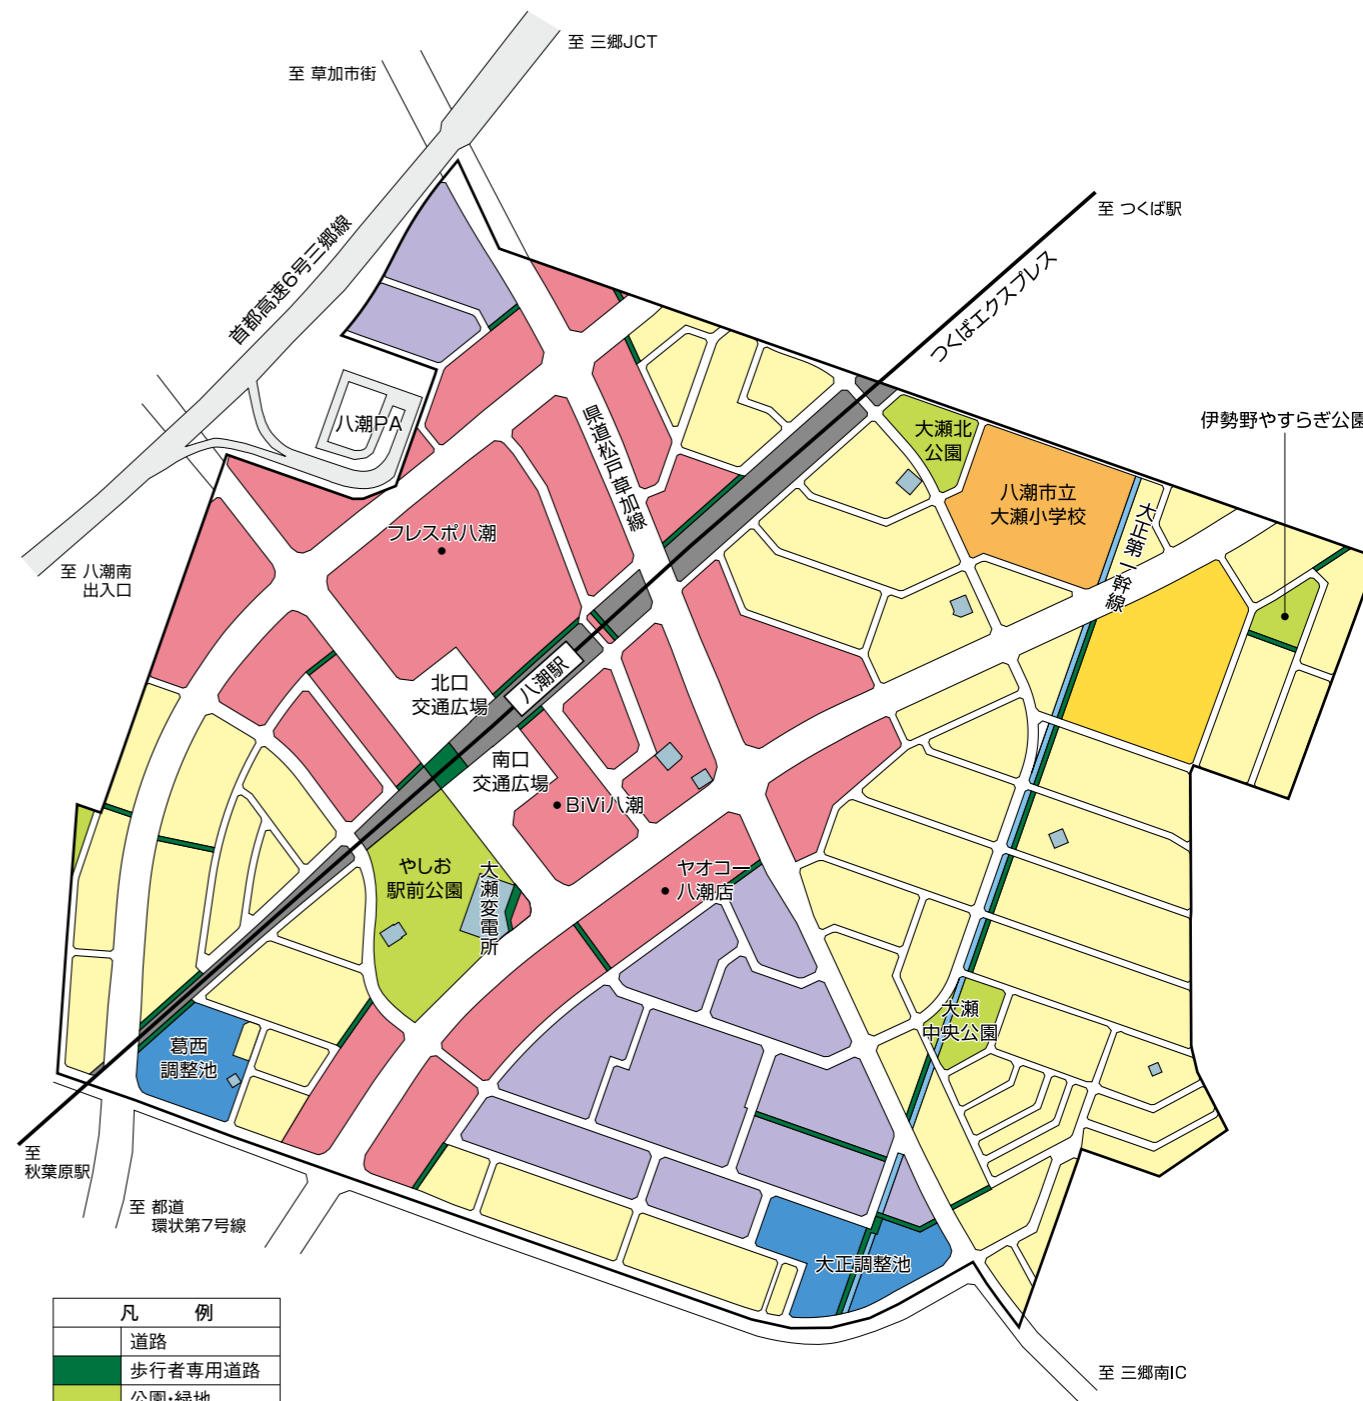 至 三郷JCT
至 草加市街
首都高速6号三郷線
至 つくば駅
つくばエクスプレス
伊勢野やすらぎ公園
八潮PA
県道松戸草加線
大瀬北
公園
八潮市立
大瀬小学校
大正第一幹線
フレスポ八潮
至 八潮南
出入口
北口
交通広場
八潮駅
南口
交通広場
BiVi八潮
やしお
駅前公園
大瀬変電所
ヤオコー
八潮店
大瀬
中央公園
葛西
調整池
至
秋葉原駅
至 都道
環状第7号線
大正調整池
至 三郷南IC
凡 例
道路
歩行者専用道路
公園・緑地